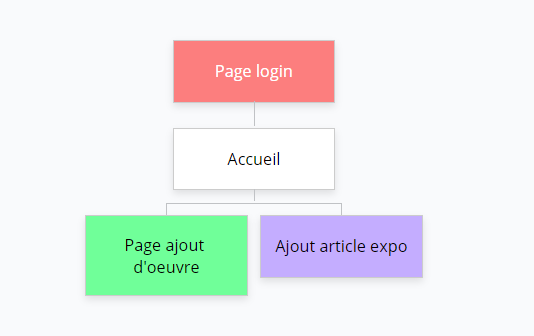 Page login
Accueil
Page ajout
d'oeuvre
Ajout article expo